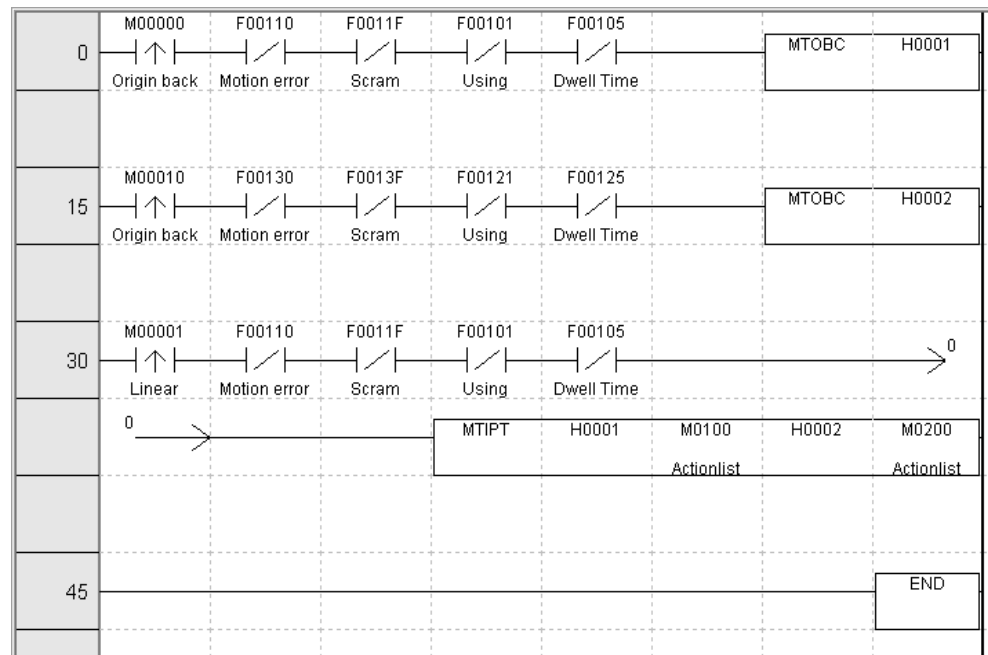 M00000 F00110 F0011F F00101 F00105
0 MTOBC H0001
Origin back Motion error Scram Using Dwell Time
M00010 F00130 F0013F F00121 F00125
15 MTOBC H0002
Origin back Motion error Scram Using Dwell Time
M00001 F00110 F0011F F00101 F00105
30 0
Linear Motion error Scram Using Dwell Time
0 MTIPT H0001 M0100 H0002 M0200
Actionlist Actionlist
45 END